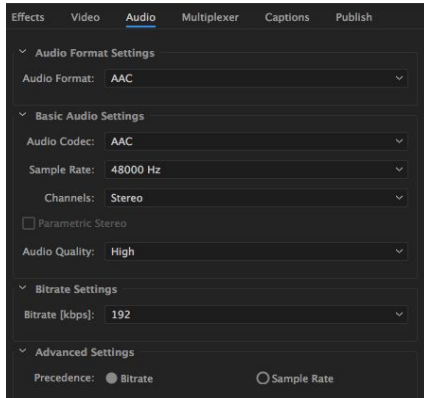 Effects Video Audio Multiplexer Captions Publish
Audio Format Settings
Audio Format: AAC
Basic Audio Settings
Audio Codec: AAC
Sample Rate: 48000 Hz
Channels: Stereo
Parametric Stereo
Audio Quality: High
Bitrate Settings
Bitrate [kbps]: 192
Advanced Settings
Precedence: Bitrate Sample Rate